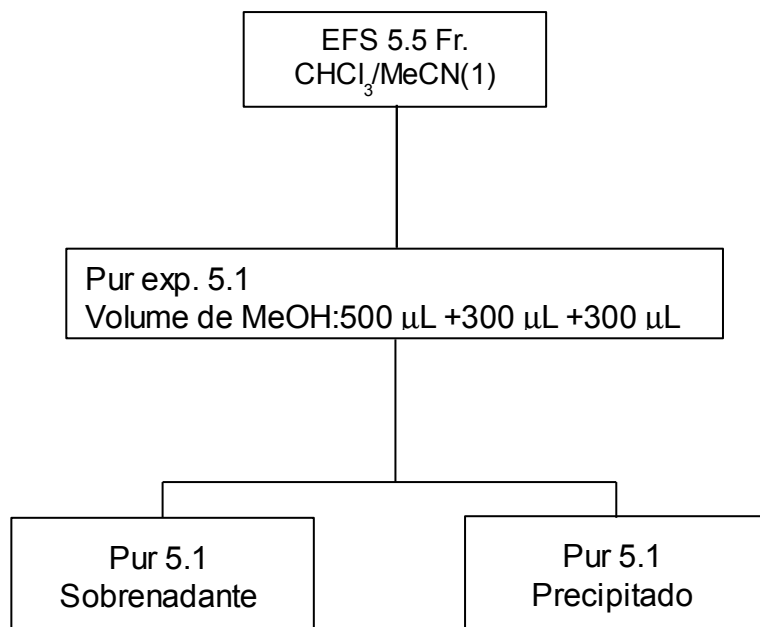 EFS 5.5 Fr.
CHCl₃/MeCN(1)
Pur exp. 5.1
Volume de MeOH:500 μL +300 μL +300 μL
Pur 5.1
Sobrenadante
Pur 5.1
Precipitado